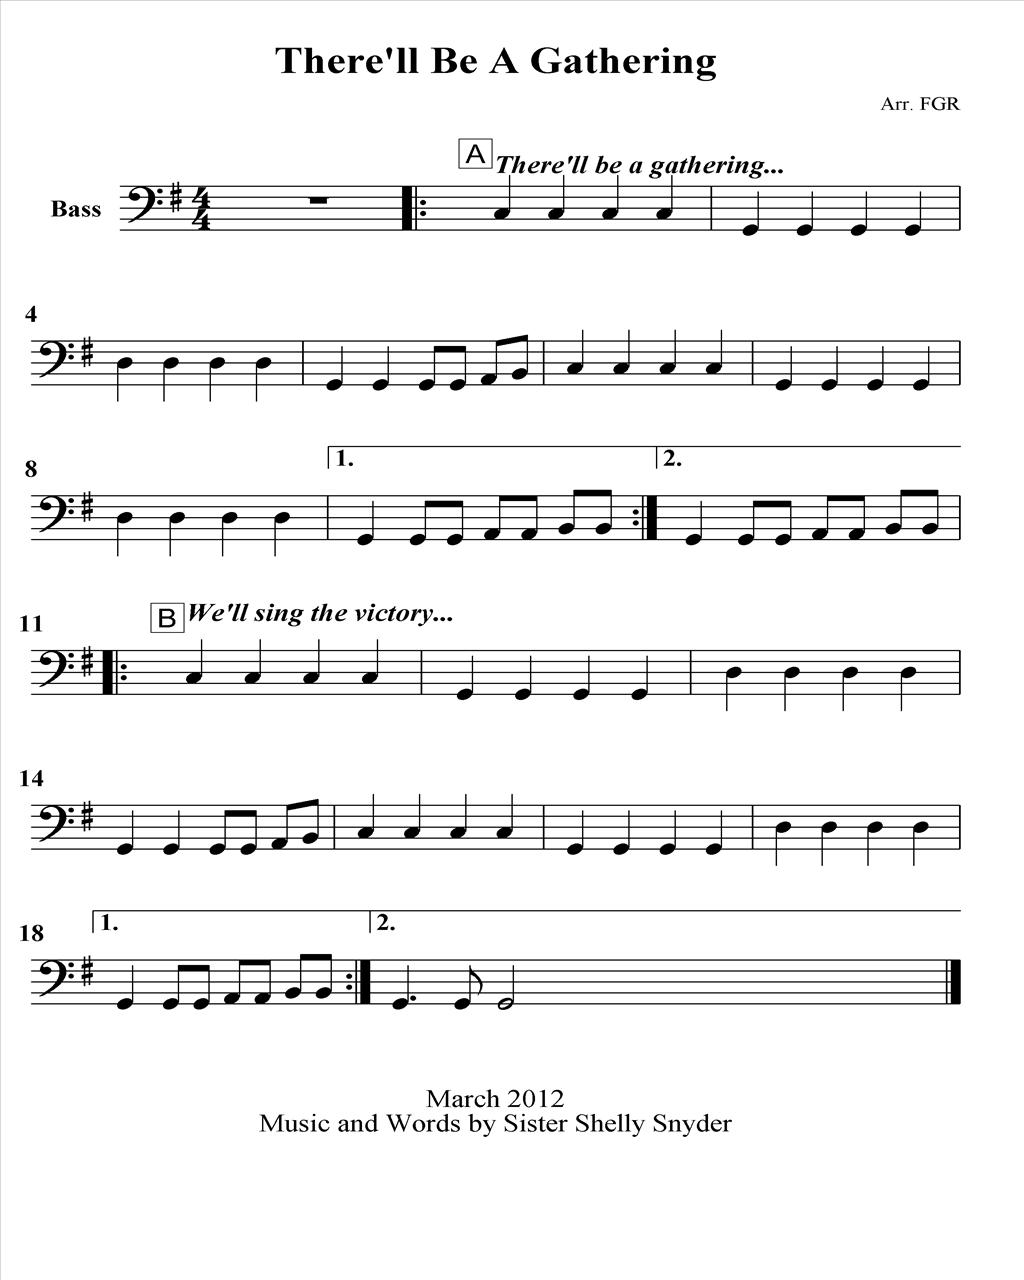 There'll Be A Gathering
Arr. FGR
A There'll be a gathering...
Bass
4
4
4
8
1.
2.
11
B We'll sing the victory...
14
18
1.
2.
March 2012
Music and Words by Sister Shelly Snyder